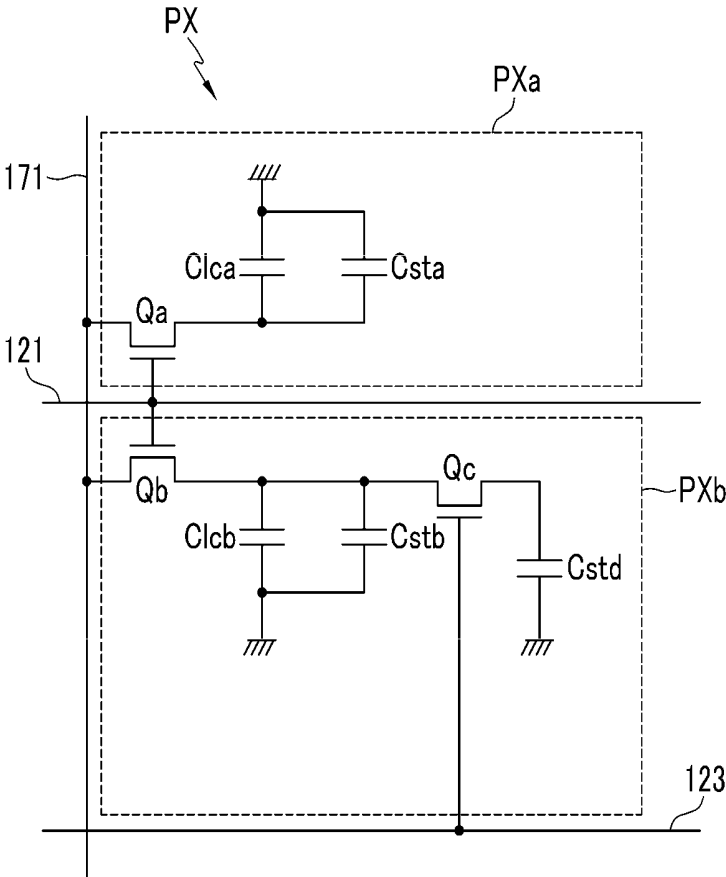 PX
PXa
171
Clca
Csta
Qa
121
Qb
Qc
PXb
Clcb
Cstb
Cstd
123